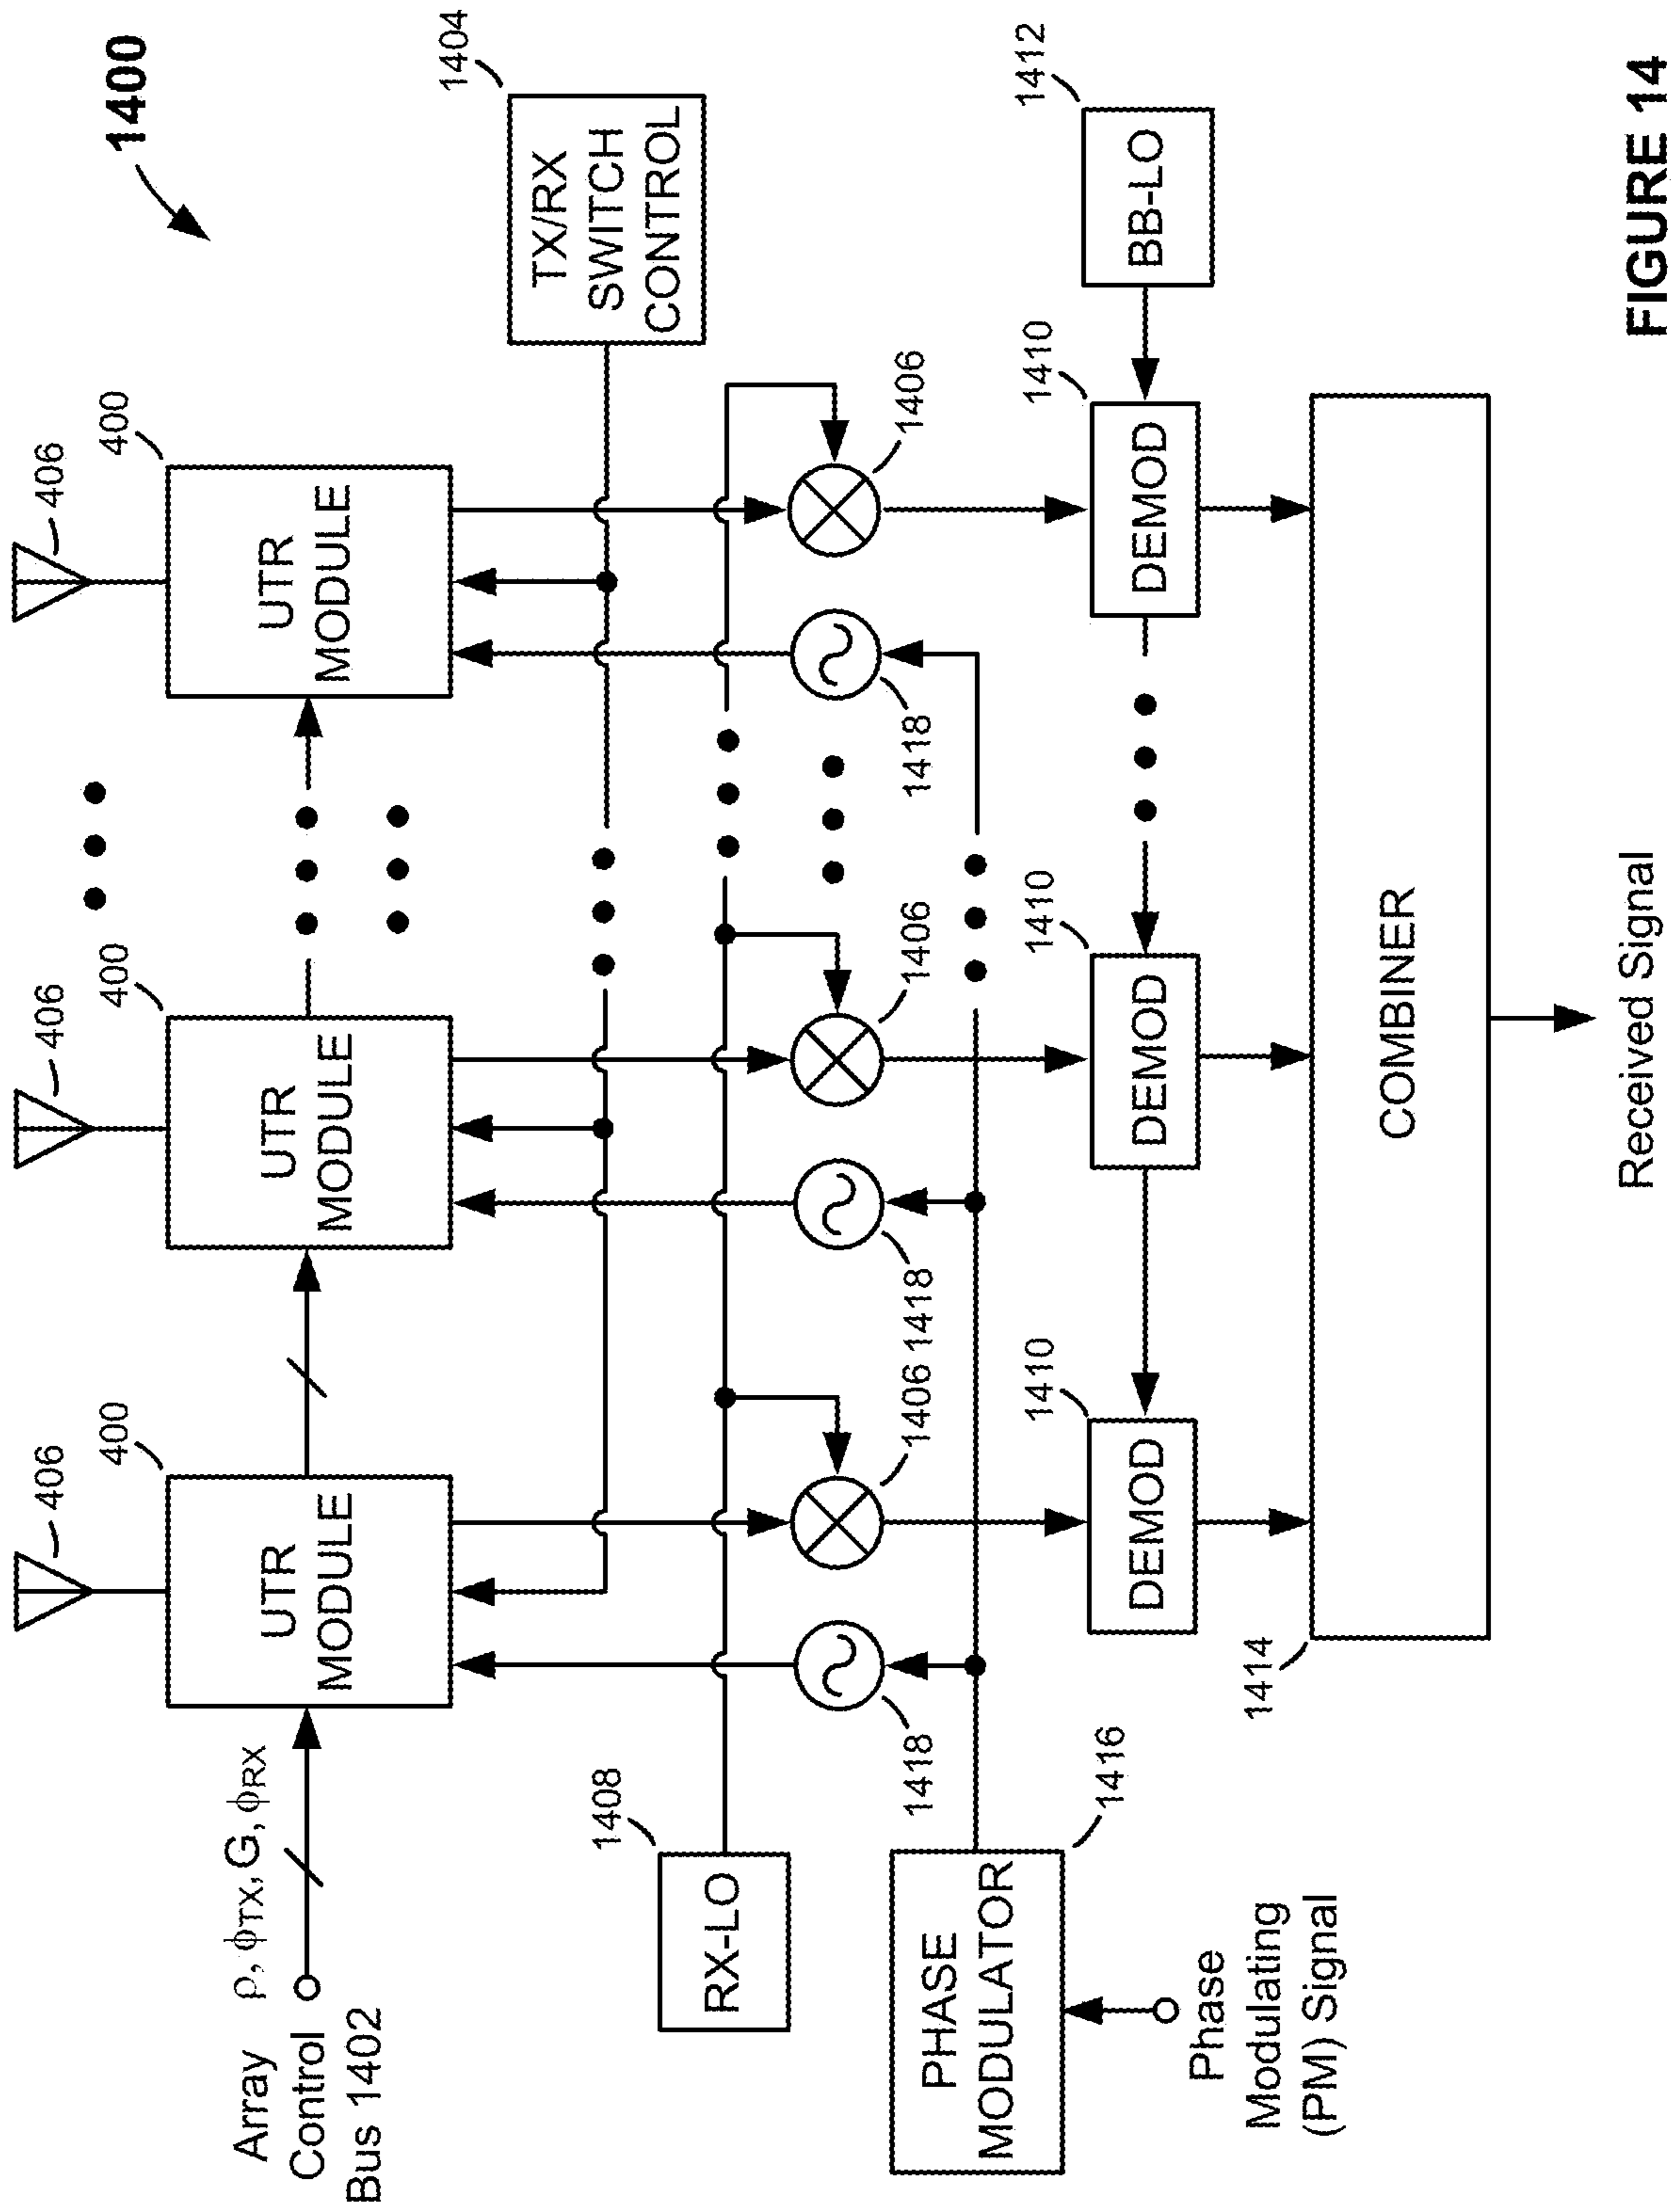 1400
406
406
406
400
400
400
ρ, ϕTX, G, ϕRX
Array
Control
Bus 1402
UTR
MODULE
UTR
MODULE
UTR
MODULE
1404
TX/RX
SWITCH
CONTROL
1408
RX-LO
1418
1406
1418
1406
1418
1406
PHASE
MODULATOR
1416
Phase
Modulating
(PM) Signal
1410
DEMOD
1410
DEMOD
1410
DEMOD
1412
BB-LO
1414
COMBINER
Received Signal
FIGURE 14